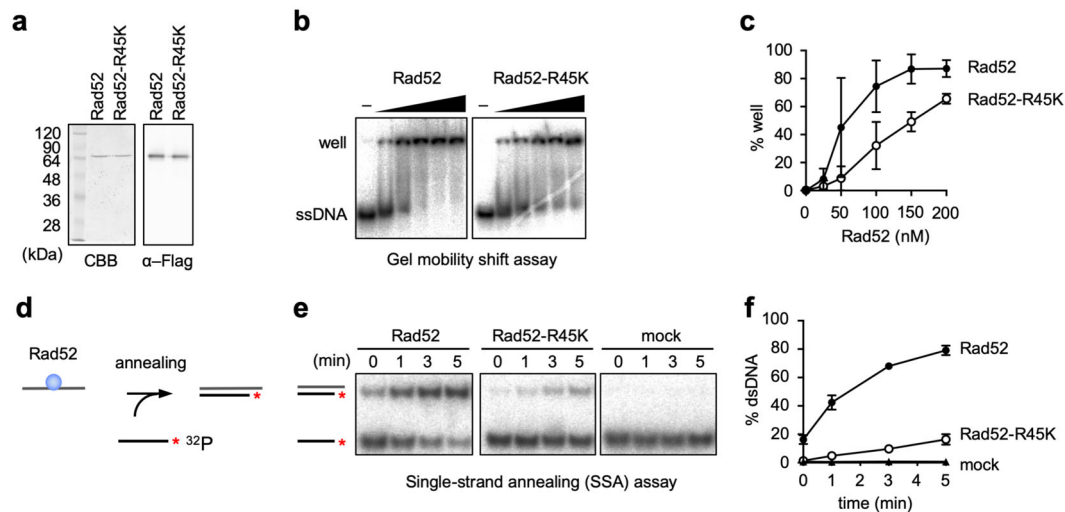 a
Rad52
Rad52-R45K
Rad52
Rad52-R45K
120
90
64
48
36
28
(kDa)
CBB
α–Flag
b
Rad52
Rad52-R45K
–
–
well
ssDNA
Gel mobility shift assay
c
100
80
60
40
20
0
% well
0
50
100
150
200
Rad52 (nM)
Rad52
Rad52-R45K
d
Rad52
annealing
*
* 32P
e
Rad52
Rad52-R45K
mock
(min)
0 1 3 5
0 1 3 5
0 1 3 5
*
*
Single-strand annealing (SSA) assay
f
100
80
60
40
20
0
% dsDNA
0 1 2 3 4 5
time (min)
Rad52
Rad52-R45K
mock